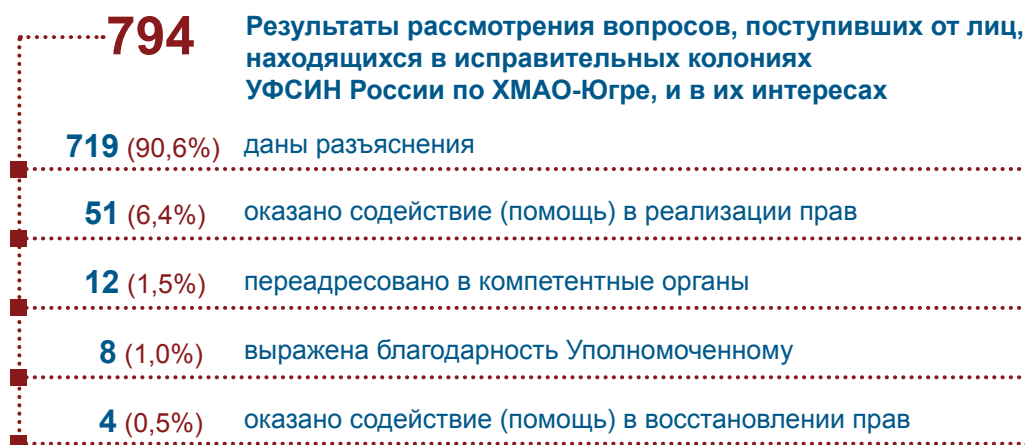 794
Результаты рассмотрения вопросов, поступивших от лиц,
находящихся в исправительных колониях
УФСИН России по ХМАО-Югре, и в их интересах
719 (90,6%) даны разъяснения
51 (6,4%) оказано содействие (помощь) в реализации прав
12 (1,5%) переадресовано в компетентные органы
8 (1,0%) выражена благодарность Уполномоченному
4 (0,5%) оказано содействие (помощь) в восстановлении прав